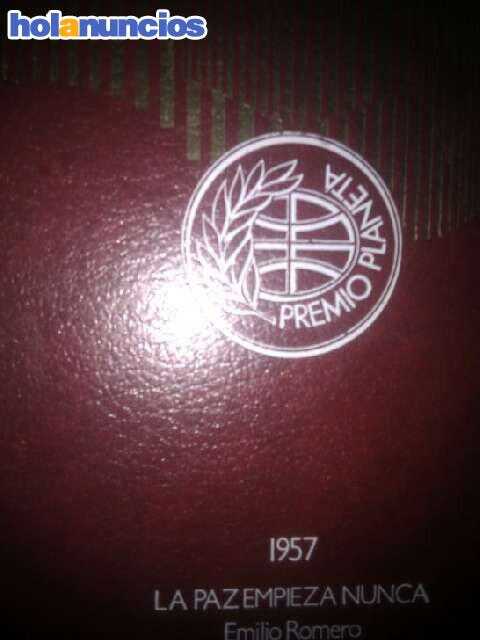 holanuncios
PREMIO PLANETA
1957
LA PAZ EMPIEZA NUNCA
Emilio Romero